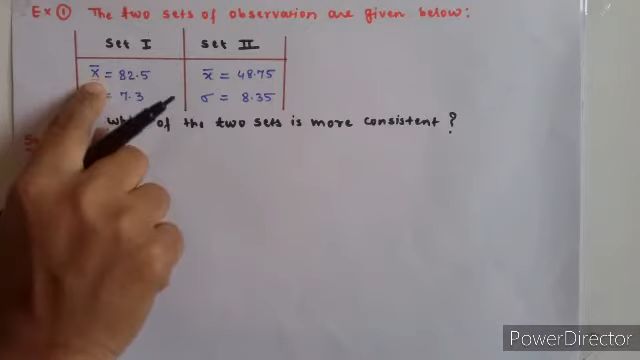 Ex ① The two sets of observation are given below:
Set I Set II
x̄ = 82.5 x̄ = 48.75
= 7.3 σ = 8.35
of the two sets is more consistent ?
PowerDirector